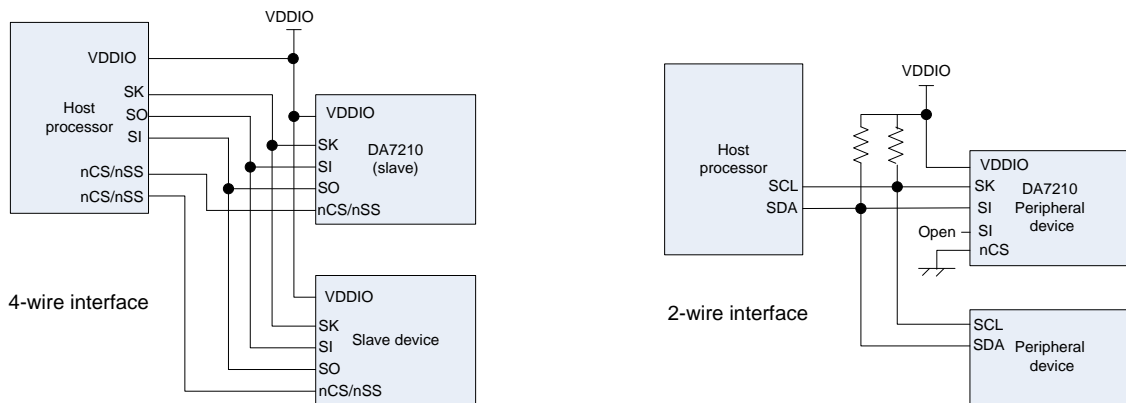 VDDIO
VDDIO
SK
SO
SI
nCS/nSS
nCS/nSS
Host
processor
VDDIO
SK
SI
SO
nCS/nSS
DA7210
(slave)
VDDIO
SK
SI
SO
nCS/nSS
Slave device
4-wire interface
VDDIO
Host
processor
SCL
SDA
VDDIO
SK
SI
SI
nCS
DA7210
Peripheral
device
Open
SCL
SDA
Peripheral
device
2-wire interface